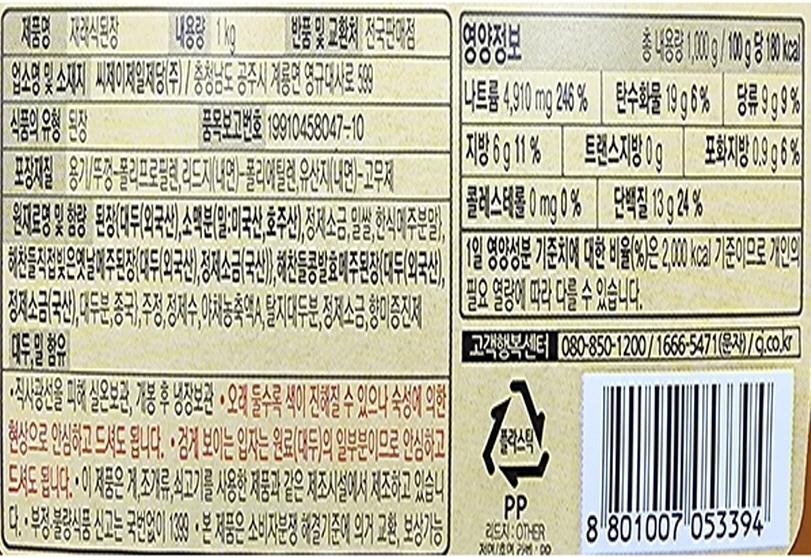 제품명 재래식된장 내용량 1 kg 반품 및 교환처 전국판매점
업소명 및 소재지 씨제이제일제당(주) / 충청남도 공주시 계룡면 영규대사로 599
식품의 유형 된장 품목보고번호 19910458047-10
포장재질 용기/뚜껑-폴리프로필렌, 리드지(내면)-폴리에틸렌, 유산지(내면)-고무제
원재료명 및 함량 된장{대두(외국산), 소맥분(밀:미국산,호주산), 정제소금, 밀쌀, 한식메주분말},
해찬들직접빚은옛날메주된장{대두(외국산), 정제소금(국산)}, 해찬들콩발효메주된장{대두(외국산),
정제소금(국산), 대두분, 종국}, 주정, 정제수, 야채농축액A, 탈지대두분, 정제소금, 향미증진제
대두, 밀 함유
•직사광선을 피해 실온보관, 개봉 후 냉장보관 •오래 둘수록 색이 진해질 수 있으나 숙성에 의한
현상으로 안심하고 드셔도 됩니다. •검게 보이는 입자는 원료(대두)의 일부분이므로 안심하고
드셔도 됩니다. •이 제품은 게, 조개류, 쇠고기를 사용한 제품과 같은 제조시설에서 제조하고 있습니
다. •부정·불량식품 신고는 국번없이 1399 •본 제품은 소비자분쟁 해결기준에 의거 교환, 보상가능
영양정보 총 내용량 1,000 g / 100 g 당 180 kcal
나트륨 4,910 mg 246 % 탄수화물 19 g 6 % 당류 9 g 9 %
지방 6 g 11 % 트랜스지방 0 g 포화지방 0.9 g 6 %
콜레스테롤 0 mg 0 % 단백질 13 g 24 %
1일 영양성분 기준치에 대한 비율(%)은 2,000 kcal 기준이므로 개인의
필요 열량에 따라 다를 수 있습니다.
고객행복센터 080-850-1200 / 1666-5471(문자) / cj.co.kr
플라스틱
PP
리드지 : OTHER
8 801007 053394